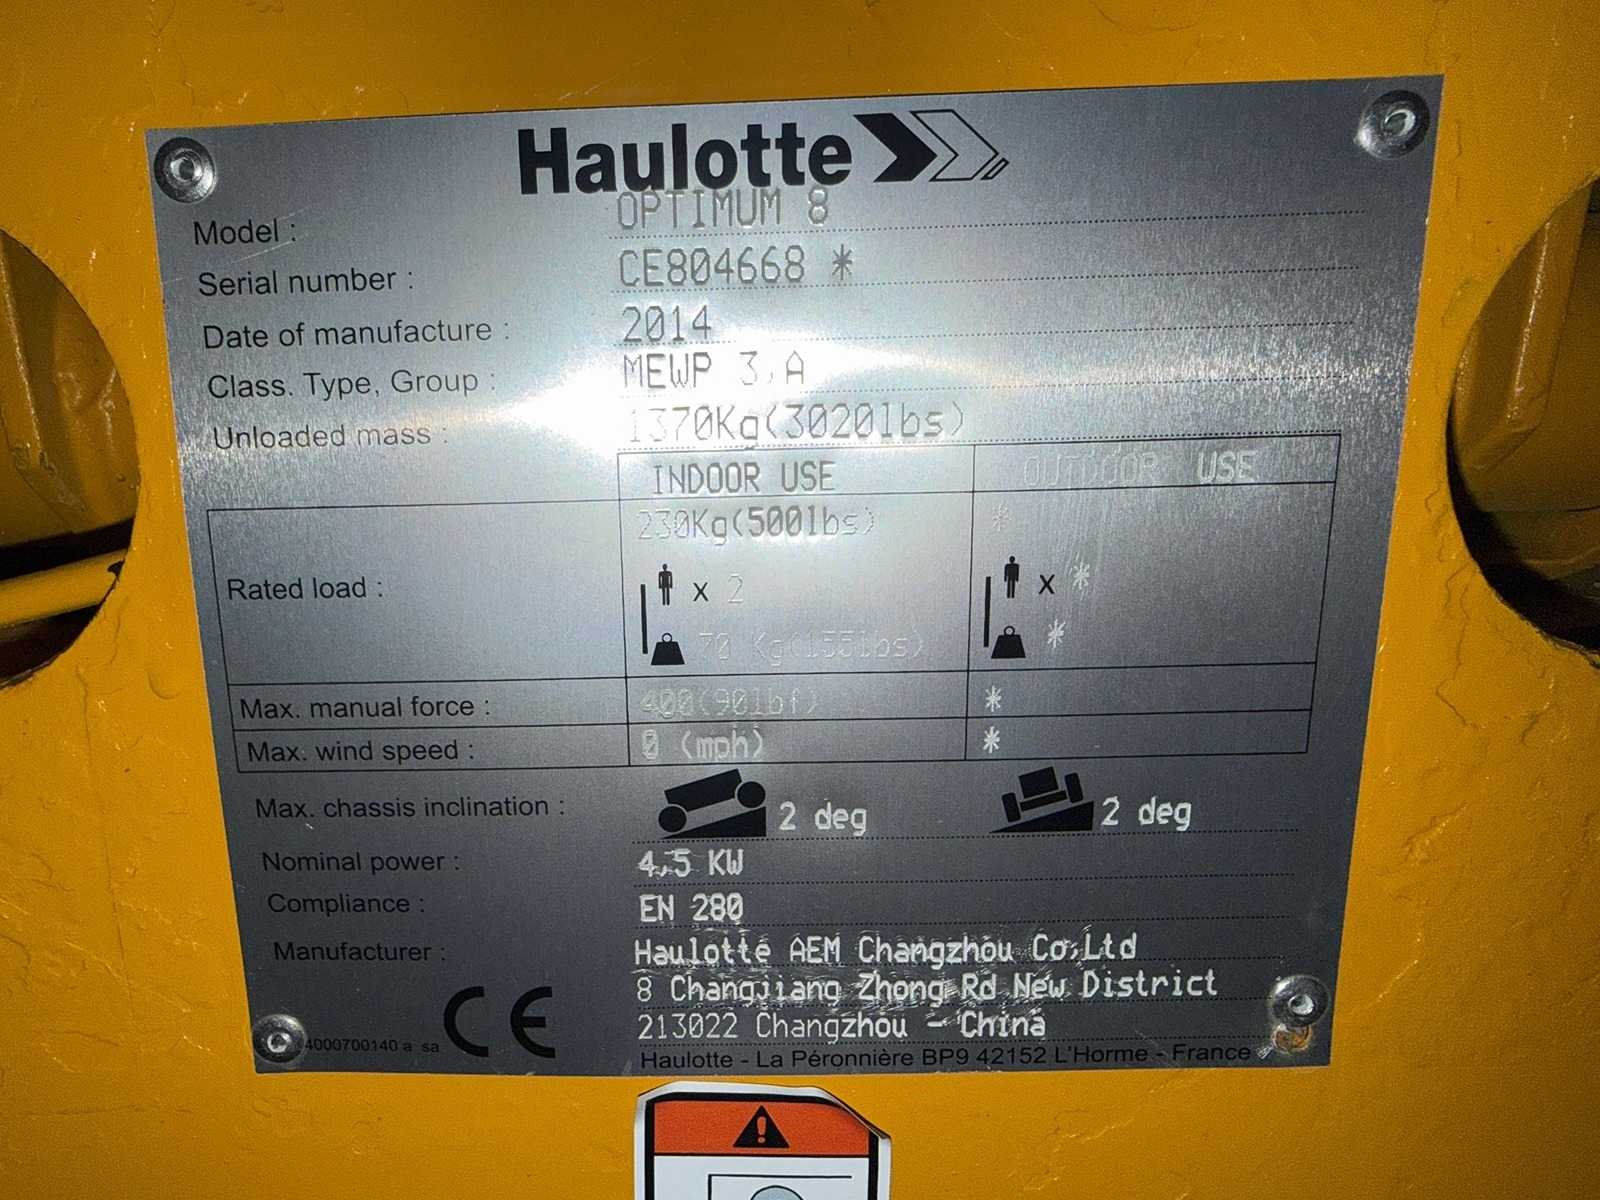 Haulotte
Model : OPTIMUM 8
Serial number : CE804668 *
Date of manufacture : 2014
Class. Type, Group : MEWP 3,A
Unloaded mass : 1370Kg(3020lbs)
INDOOR USE OUTDOOR USE
230Kg(500lbs) *
Rated load : x 2 x *
70 Kg(155lbs) *
Max. manual force : 400(90lbf) *
Max. wind speed : 0 (mph) *
Max. chassis inclination : 2 deg 2 deg
Nominal power : 4,5 KW
Compliance : EN 280
Manufacturer : Haulotte AEM Changzhou Co,Ltd
8 Changjiang Zhong Rd New District
213022 Changzhou - China
4000700140 a sa CE Haulotte - La Péronnière BP9 42152 L'Horme - France